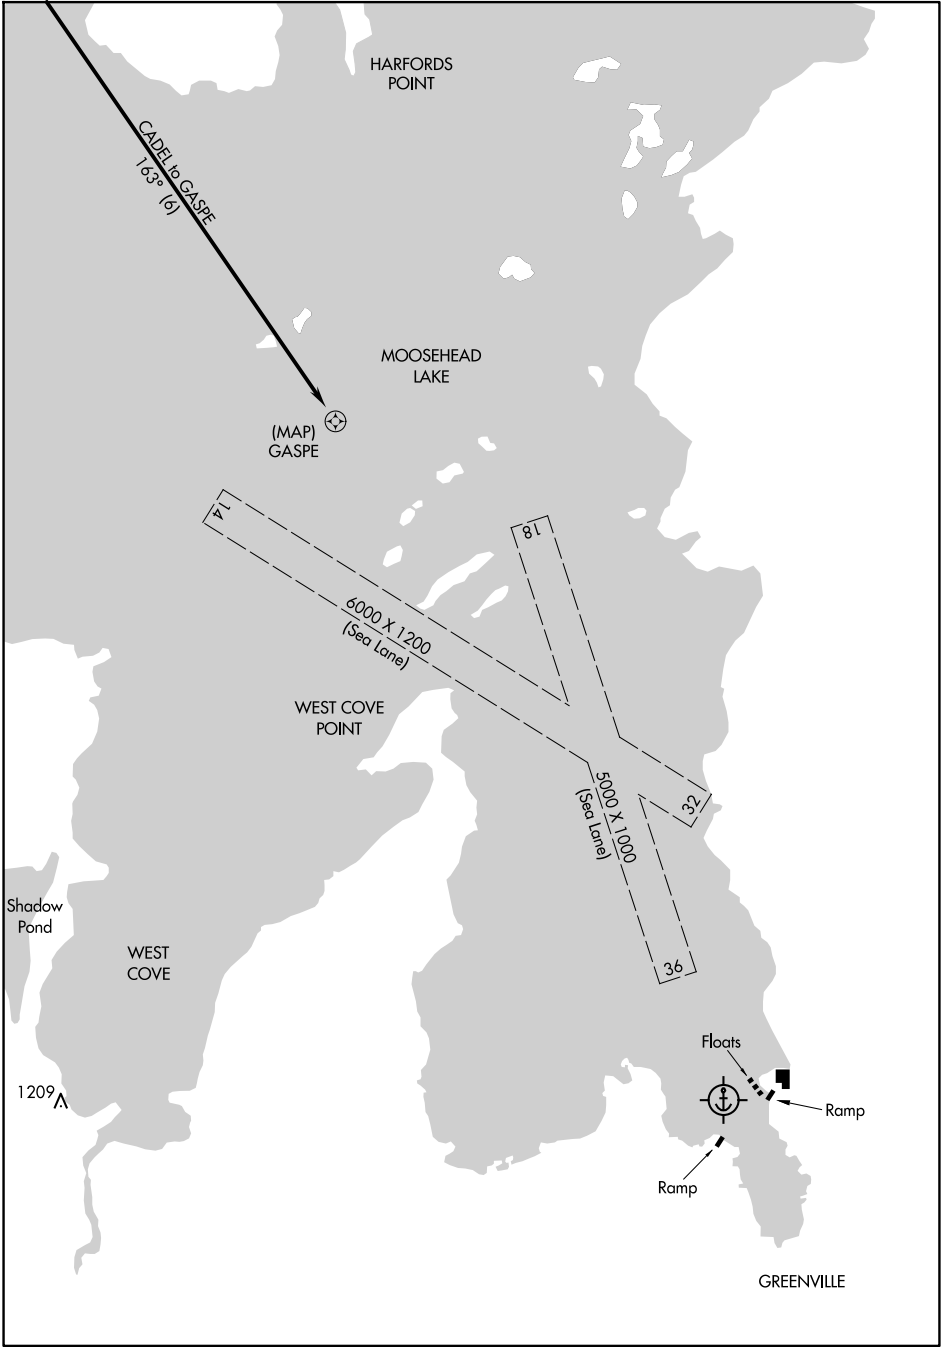 HARFORDS
POINT
CADEL to GASPE
163° (6)
MOOSEHEAD
LAKE
(MAP)
GASPE
14
18
6000 X 1200
(Sea Lane)
WEST COVE
POINT
5000 X 1000
(Sea Lane)
32
Shadow
Pond
WEST
COVE
36
Floats
1209
Ramp
Ramp
GREENVILLE